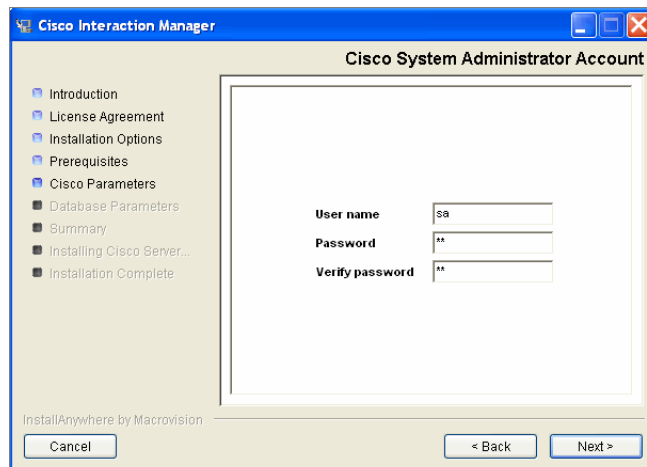 Cisco Interaction Manager
Cisco System Administrator Account
Introduction
License Agreement
Installation Options
Prerequisites
Cisco Parameters
Database Parameters
Summary
Installing Cisco Server...
Installation Complete
User name
sa
Password
**
Verify password
**
InstallAnywhere by Macrovision
Cancel
< Back
Next >